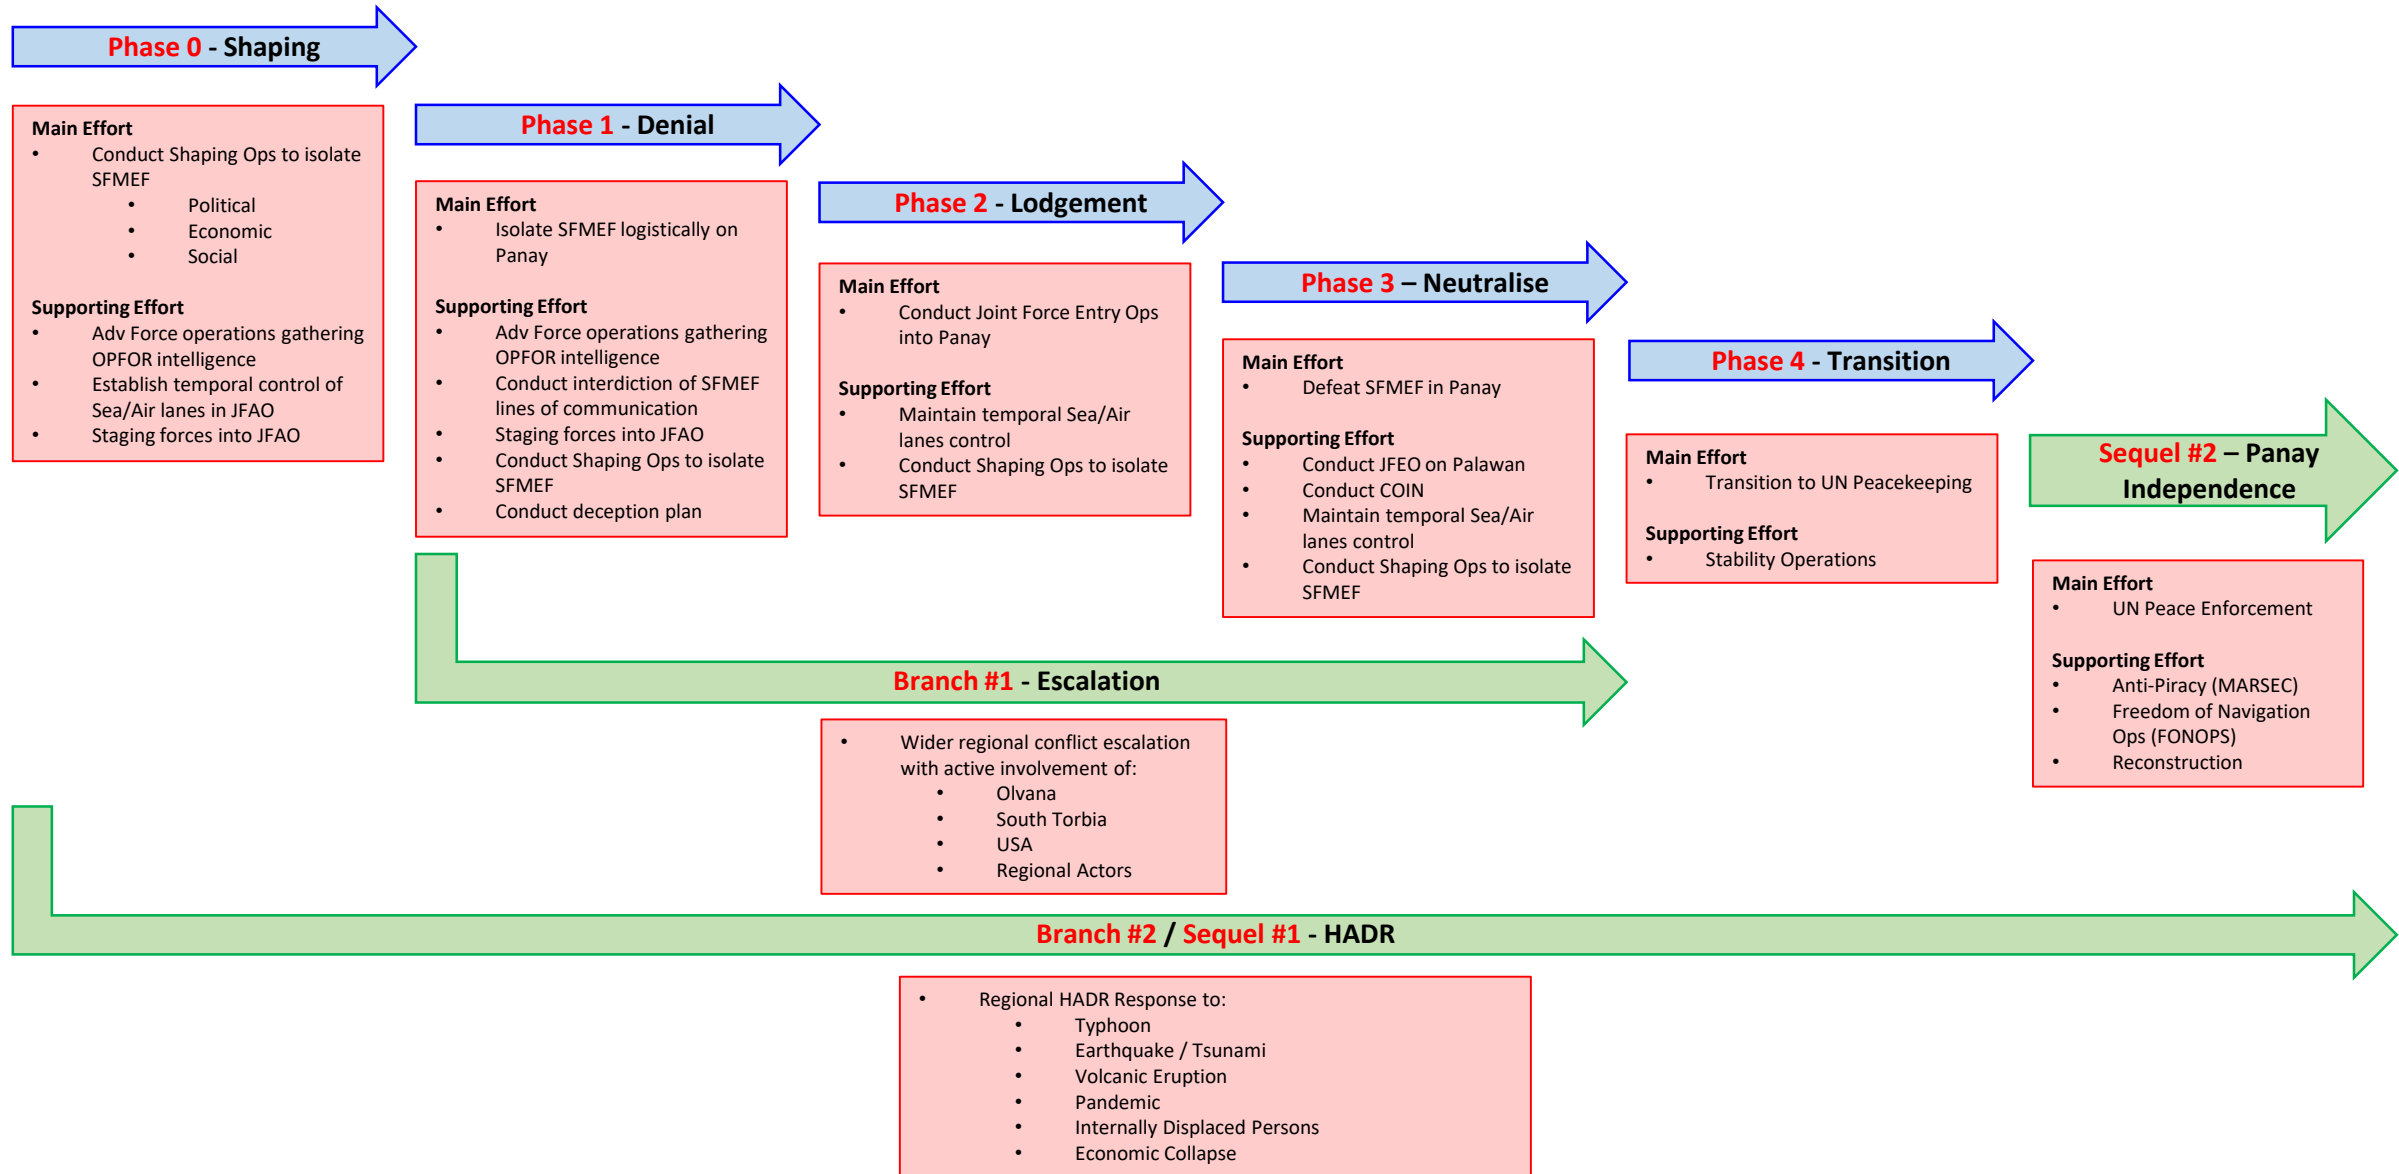 Phase 0 - Shaping
Main Effort
• Conduct Shaping Ops to isolate
SFMEF
• Political
• Economic
• Social
Supporting Effort
• Adv Force operations gathering
OPFOR intelligence
• Establish temporal control of
Sea/Air lanes in JFAO
• Staging forces into JFAO
Phase 1 - Denial
Main Effort
• Isolate SFMEF logistically on
Panay
Supporting Effort
• Adv Force operations gathering
OPFOR intelligence
• Conduct interdiction of SFMEF
lines of communication
• Staging forces into JFAO
• Conduct Shaping Ops to isolate
SFMEF
• Conduct deception plan
Phase 2 - Lodgement
Main Effort
• Conduct Joint Force Entry Ops
into Panay
Supporting Effort
• Maintain temporal Sea/Air
lanes control
• Conduct Shaping Ops to isolate
SFMEF
Phase 3 – Neutralise
Main Effort
• Defeat SFMEF in Panay
Supporting Effort
• Conduct JFEO on Palawan
• Conduct COIN
• Maintain temporal Sea/Air
lanes control
• Conduct Shaping Ops to isolate
SFMEF
Phase 4 - Transition
Main Effort
• Transition to UN Peacekeeping
Supporting Effort
• Stability Operations
Sequel #2 – Panay
Independence
Main Effort
• UN Peace Enforcement
Supporting Effort
• Anti-Piracy (MARSEC)
• Freedom of Navigation
Ops (FONOPS)
• Reconstruction
Branch #1 - Escalation
• Wider regional conflict escalation
with active involvement of:
• Olvana
• South Torbia
• USA
• Regional Actors
Branch #2 / Sequel #1 - HADR
• Regional HADR Response to:
• Typhoon
• Earthquake / Tsunami
• Volcanic Eruption
• Pandemic
• Internally Displaced Persons
• Economic Collapse